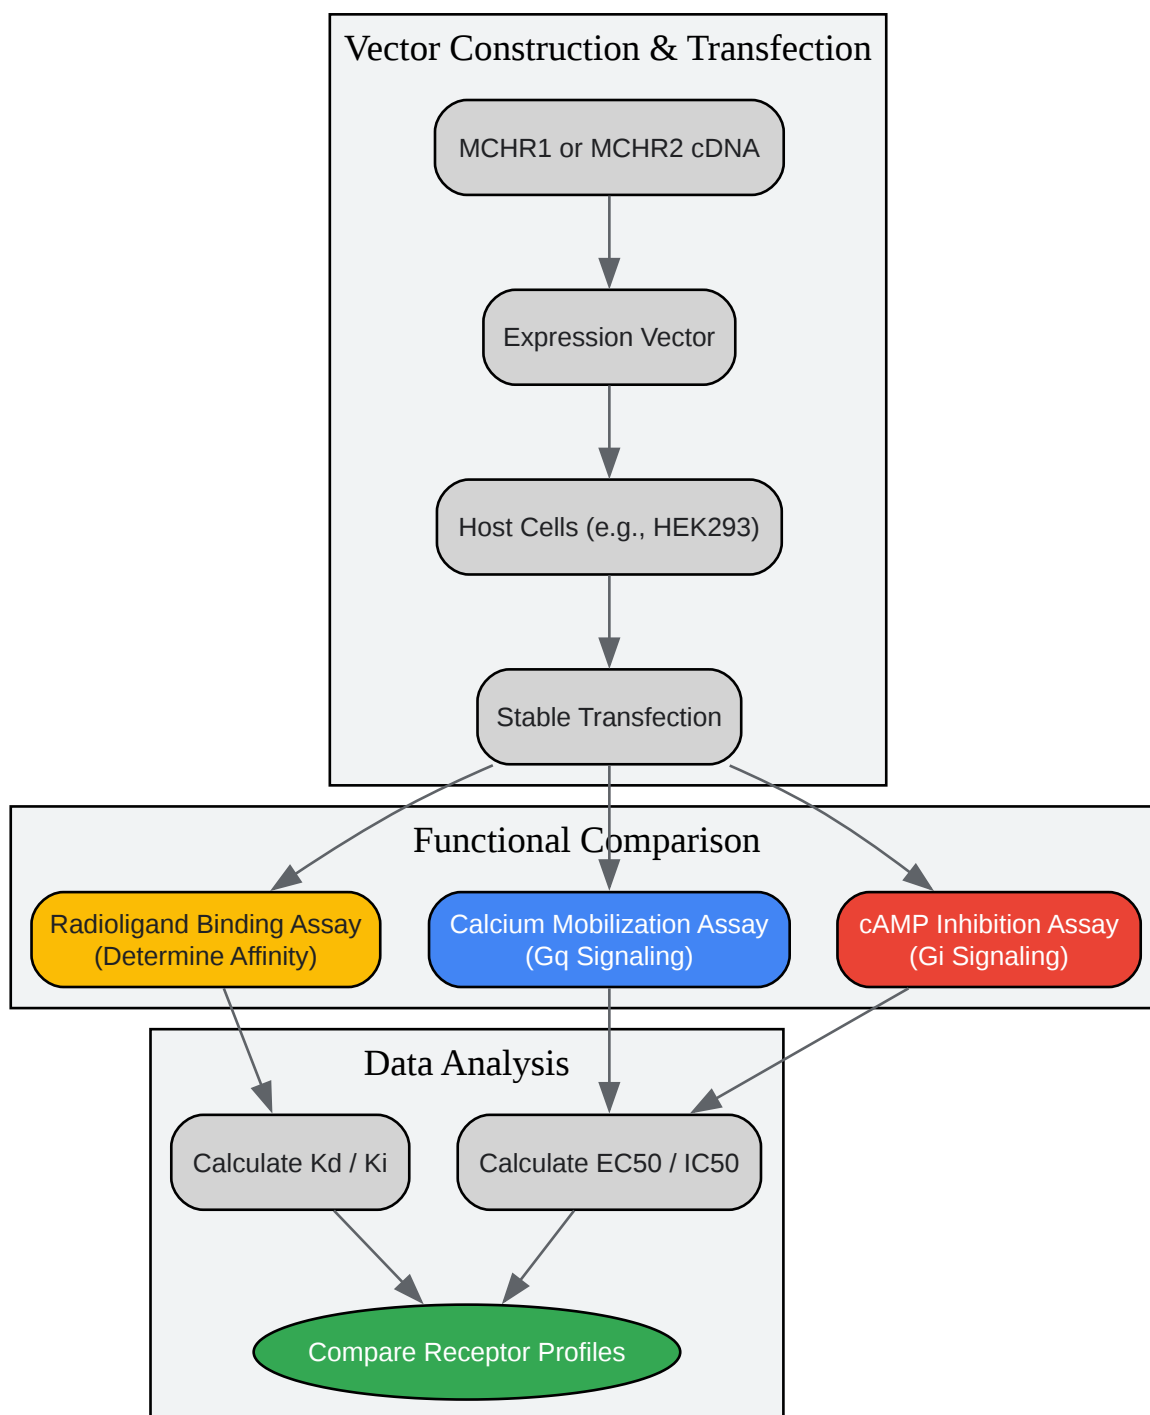 Vector Construction & Transfection
MCHR1 or MCHR2 cDNA
Expression Vector
Host Cells (e.g., HEK293)
Stable Transfection
Functional Comparison
Radioligand Binding Assay
(Determine Affinity)
Calcium Mobilization Assay
(Gq Signaling)
cAMP Inhibition Assay
(Gi Signaling)
Data Analysis
Calculate Kd / Ki
Calculate EC50 / IC50
Compare Receptor Profiles